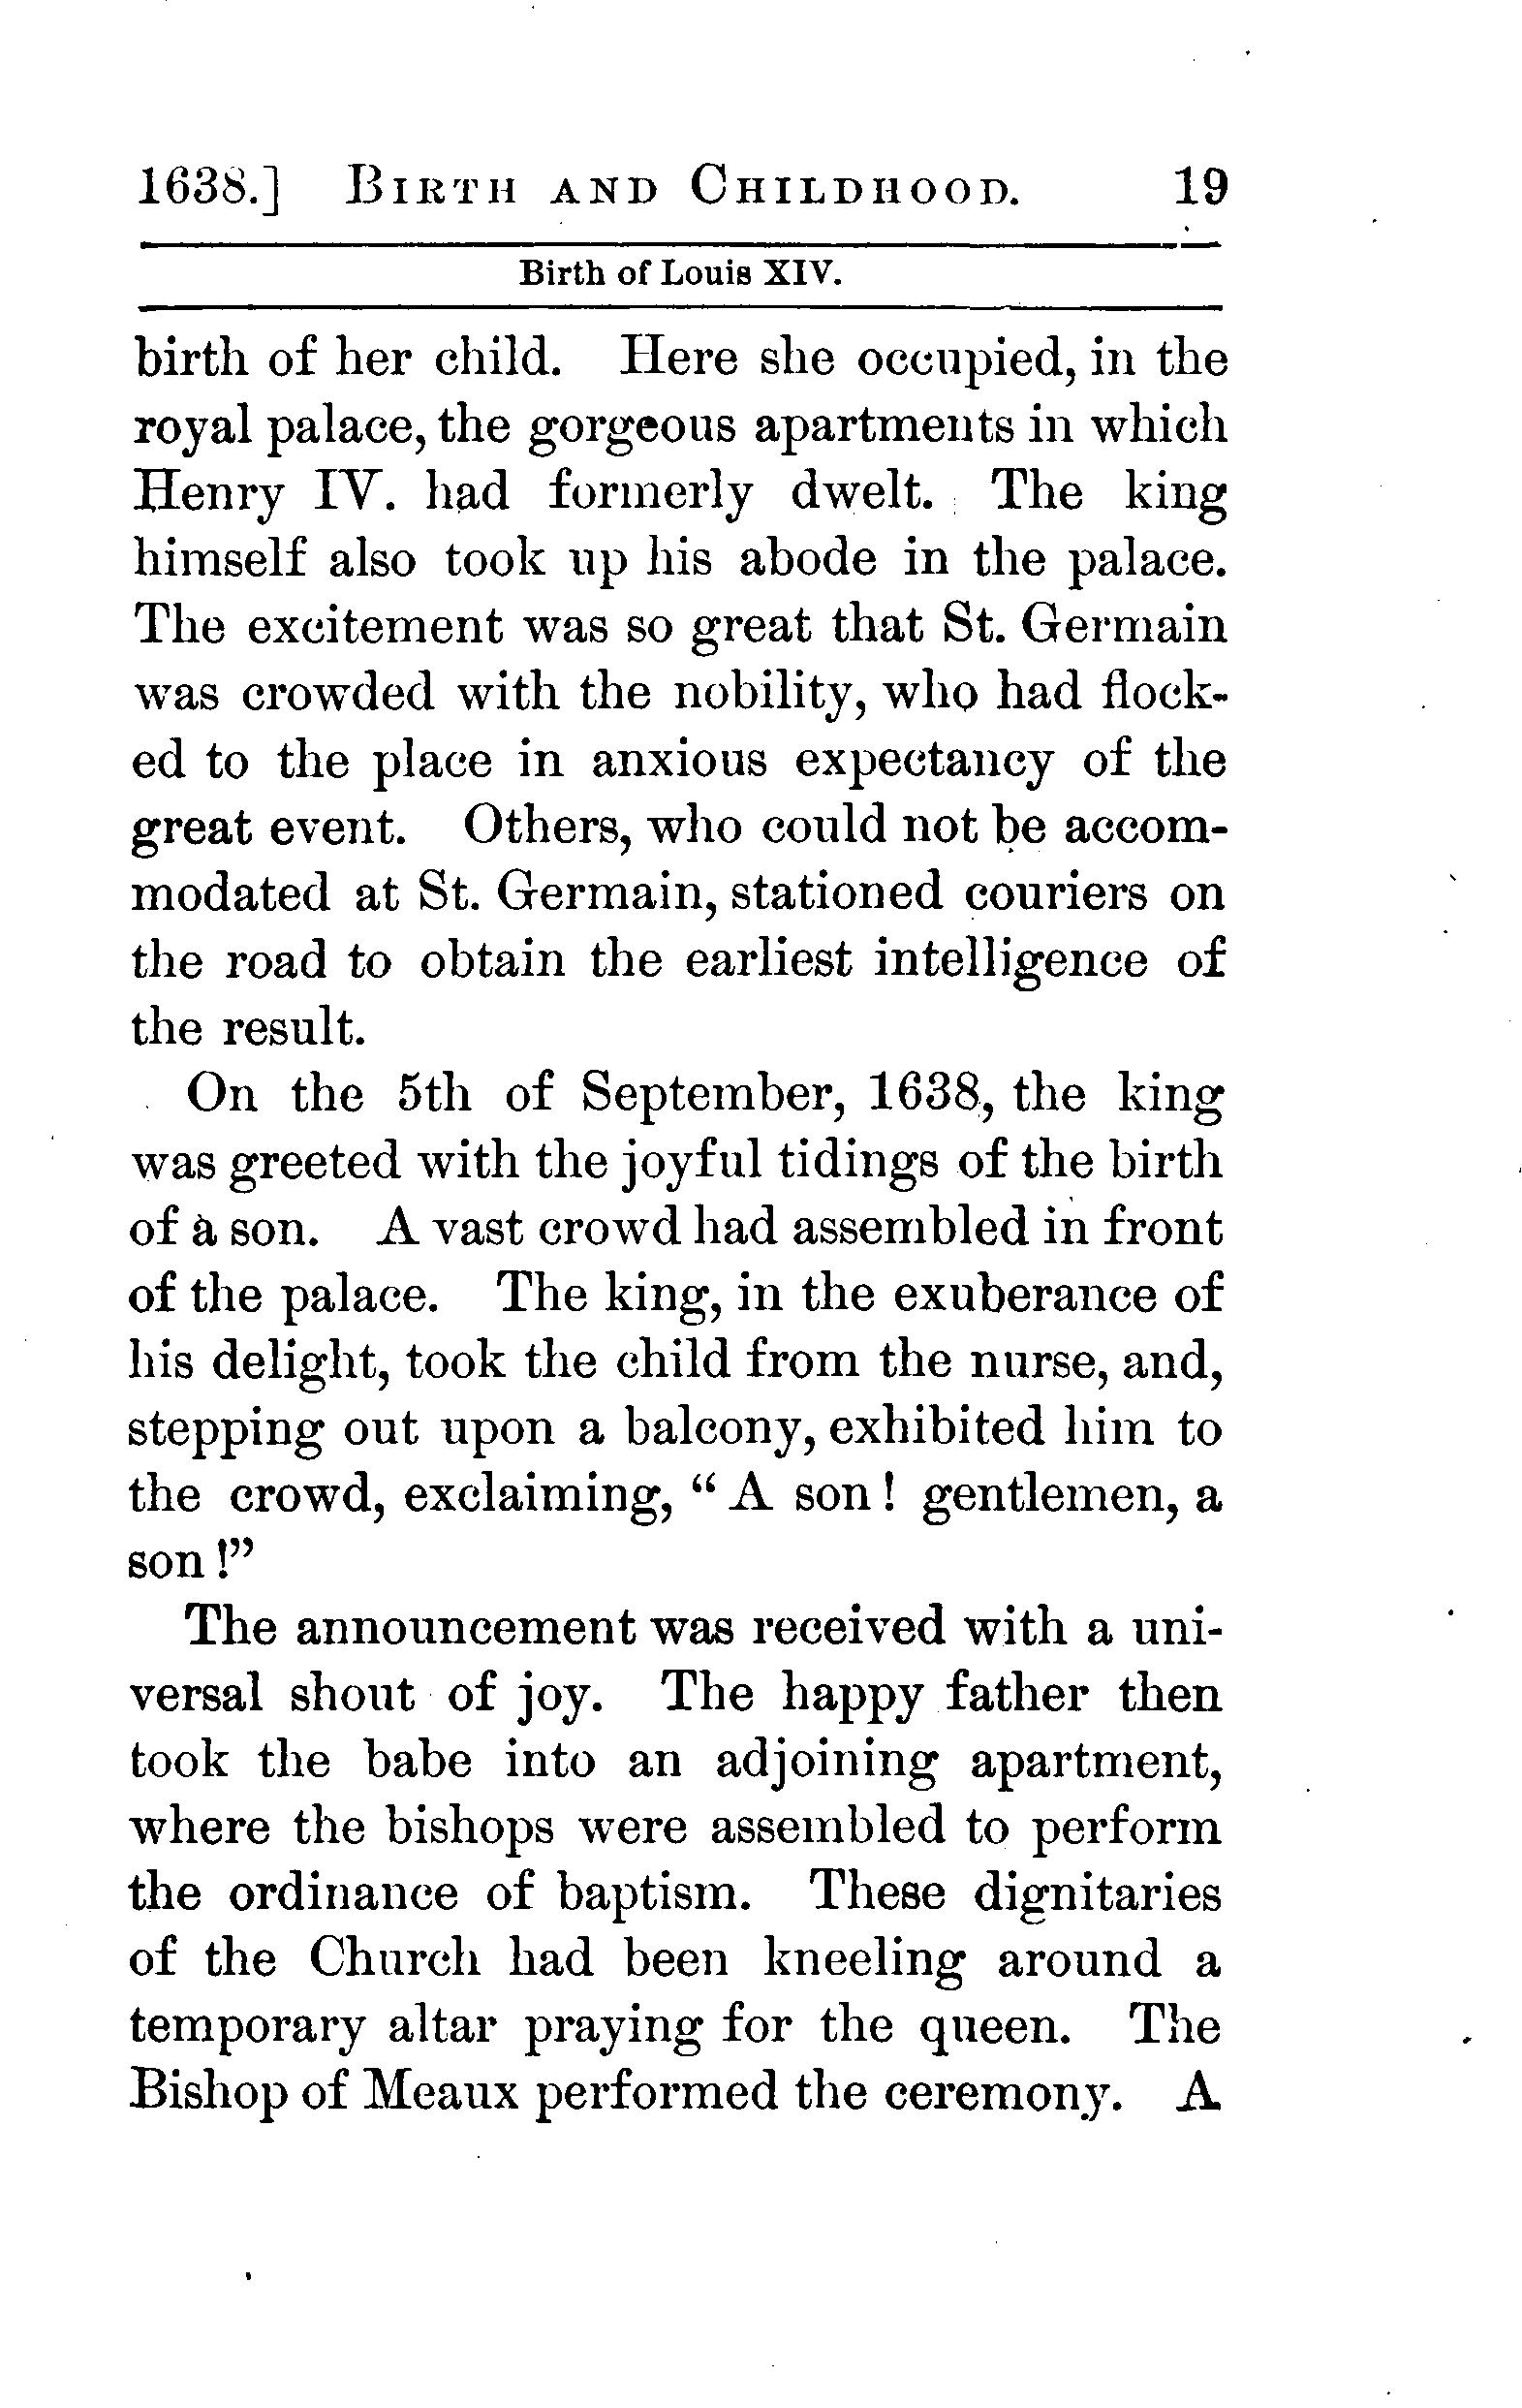 1638.] BIRTH AND CHILDHOOD. 19
Birth of Louis XIV.
birth of her child. Here she occupied, in the
royal palace, the gorgeous apartments in which
Henry IV. had formerly dwelt. The king
himself also took up his abode in the palace.
The excitement was so great that St. Germain
was crowded with the nobility, who had flock-
ed to the place in anxious expectancy of the
great event. Others, who could not be accom-
modated at St. Germain, stationed couriers on
the road to obtain the earliest intelligence of
the result.
On the 5th of September, 1638, the king
was greeted with the joyful tidings of the birth
of a son. A vast crowd had assembled in front
of the palace. The king, in the exuberance of
his delight, took the child from the nurse, and,
stepping out upon a balcony, exhibited him to
the crowd, exclaiming, “A son! gentlemen, a
son!”
The announcement was received with a uni-
versal shout of joy. The happy father then
took the babe into an adjoining apartment,
where the bishops were assembled to perform
the ordinance of baptism. These dignitaries
of the Church had been kneeling around a
temporary altar praying for the queen. The
Bishop of Meaux performed the ceremony. A